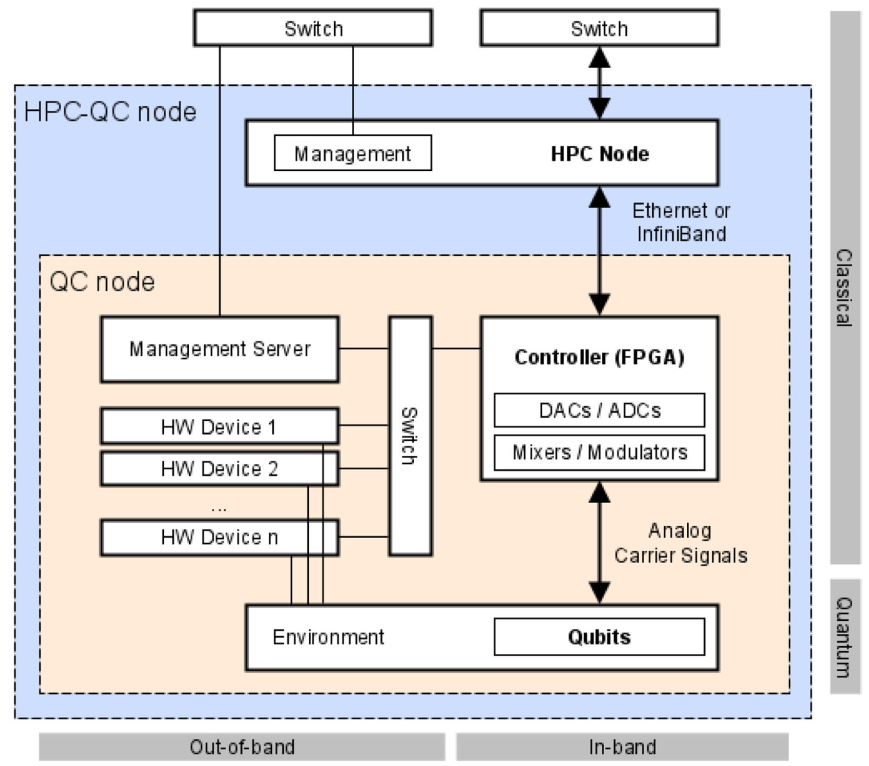 Switch
Switch
HPC-QC node
Management
HPC Node
Ethernet or
InfiniBand
QC node
Management Server
Switch
Controller (FPGA)
DACs / ADCs
Mixers / Modulators
HW Device 1
HW Device 2
...
HW Device n
Analog
Carrier Signals
Environment
Qubits
Classical
Quantum
Out-of-band
In-band